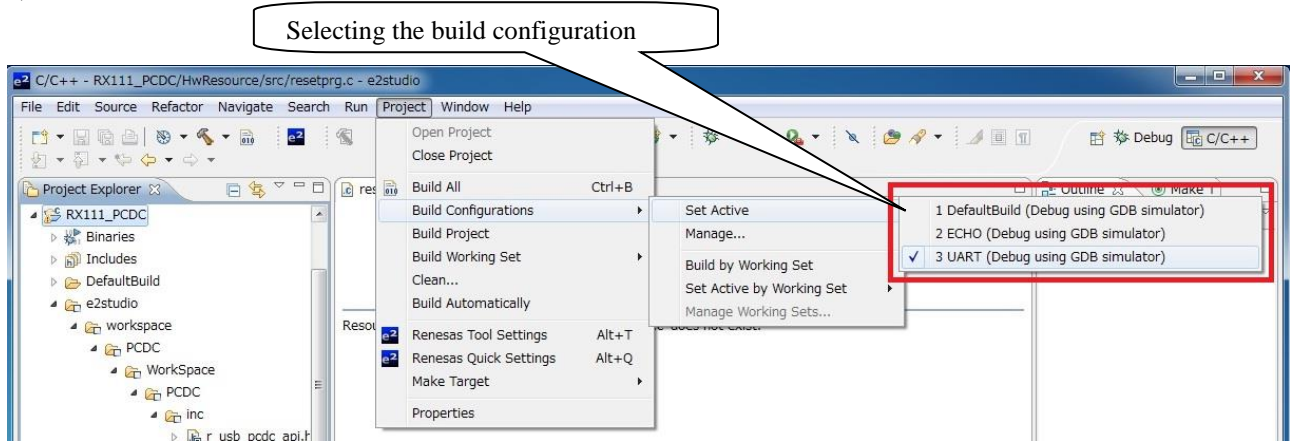 Selecting the build configuration
C/C++ - RX111_PCDC/HwResource/src/resetprg.c - e2studio
File Edit Source Refactor Navigate Search Run Project Window Help
Debug C/C++
Project Explorer
Outline
Make T
RX111_PCDC
Binaries
Includes
DefaultBuild
e2studio
workspace
PCDC
WorkSpace
PCDC
inc
r_usb_pcdc_api.h
res
Resou
Open Project
Close Project
Build All Ctrl+B
Build Configurations
Build Project
Build Working Set
Clean...
Build Automatically
Renesas Tool Settings Alt+T
Renesas Quick Settings Alt+Q
Make Target
Properties
Set Active
Manage...
Build by Working Set
Set Active by Working Set
Manage Working Sets...
does not exist.
1 DefaultBuild (Debug using GDB simulator)
2 ECHO (Debug using GDB simulator)
3 UART (Debug using GDB simulator)